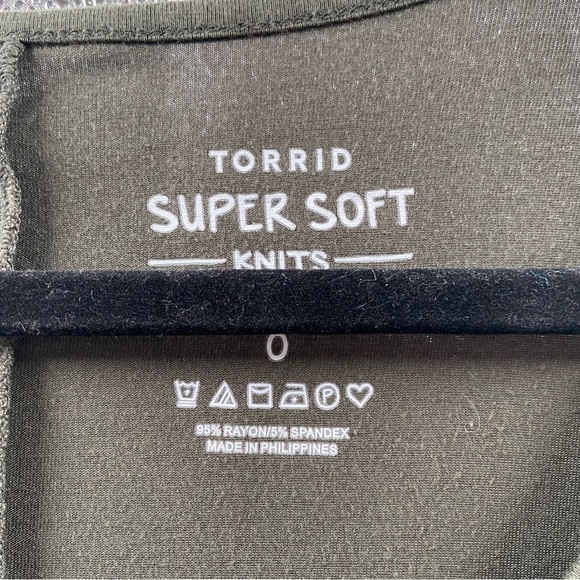 TORRID
SUPER SOFT
KNITS
0
P
95% RAYON/5% SPANDEX
MADE IN PHILIPPINES